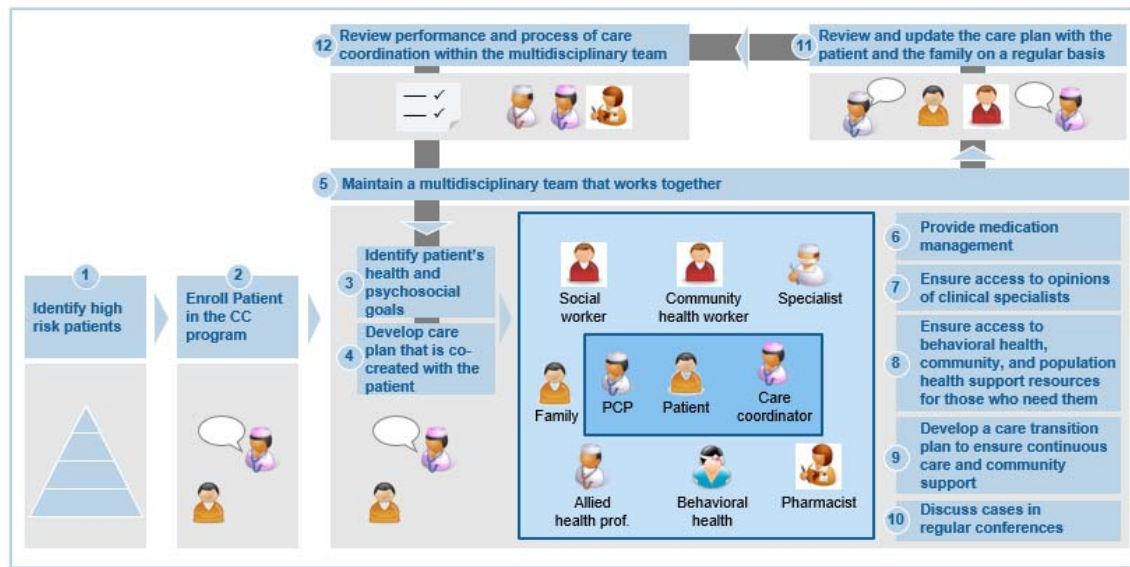 12
Review performance and process of care
coordination within the multidisciplinary team
11
Review and update the care plan with the
patient and the family on a regular basis
5
Maintain a multidisciplinary team that works together
1
Identify high
risk patients
2
Enroll Patient
in the CC
program
3
Identify patient's
health and
psychosocial
goals
4
Develop care
plan that is co-
created with the
patient
Social
worker
Community
health worker
Specialist
Family
PCP
Patient
Care
coordinator
Allied
health prof.
Behavioral
health
Pharmacist
6
Provide medication
management
7
Ensure access to opinions
of clinical specialists
8
Ensure access to
behavioral health,
community, and population
health support resources
for those who need them
9
Develop a care transition
plan to ensure continuous
care and community
support
10
Discuss cases in
regular conferences